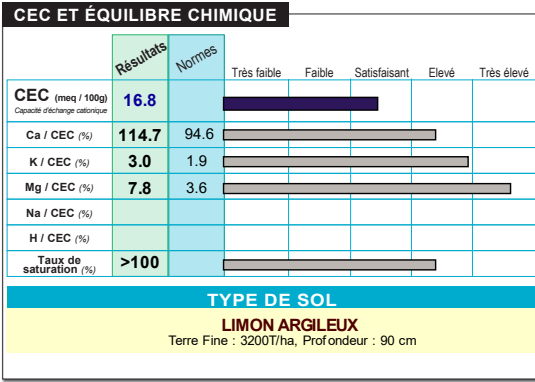 CEC ET ÉQUILIBRE CHIMIQUE
Résultats Normes Très faible Faible Satisfaisant Elevé Très élevé
CEC (meq / 100g) 16.8
Capacité d'échange cationique
Ca / CEC (%) 114.7 94.6
K / CEC (%) 3.0 1.9
Mg / CEC (%) 7.8 3.6
Na / CEC (%)
H / CEC (%)
Taux de
saturation (%) >100
TYPE DE SOL
LIMON ARGILEUX
Terre Fine : 3200T/ha, Profondeur : 90 cm